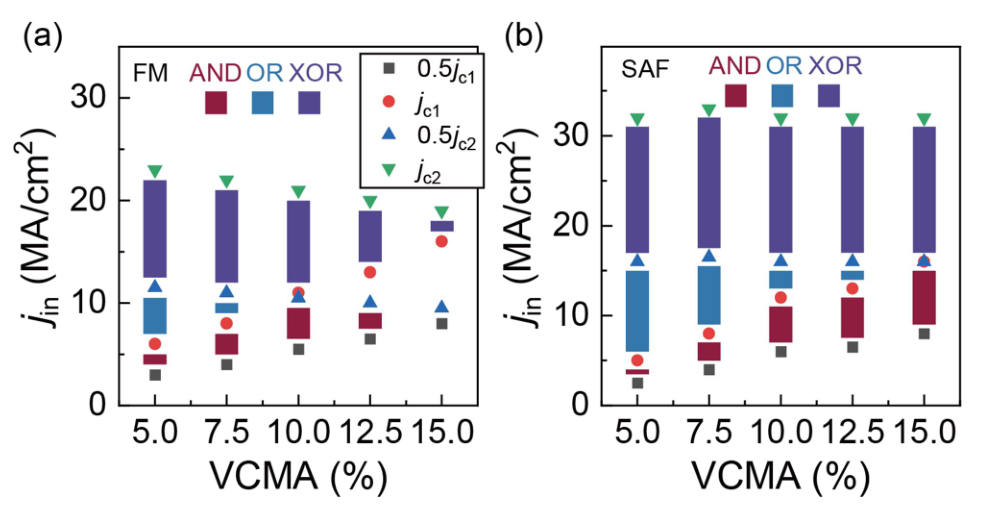 (a)
FM AND OR XOR
0.5jc1
jc1
0.5jc2
jc2
30
20
10
0
jin (MA/cm²)
5.0 7.5 10.0 12.5 15.0
VCMA (%)
(b)
SAF AND OR XOR
30
20
10
0
jin (MA/cm²)
5.0 7.5 10.0 12.5 15.0
VCMA (%)